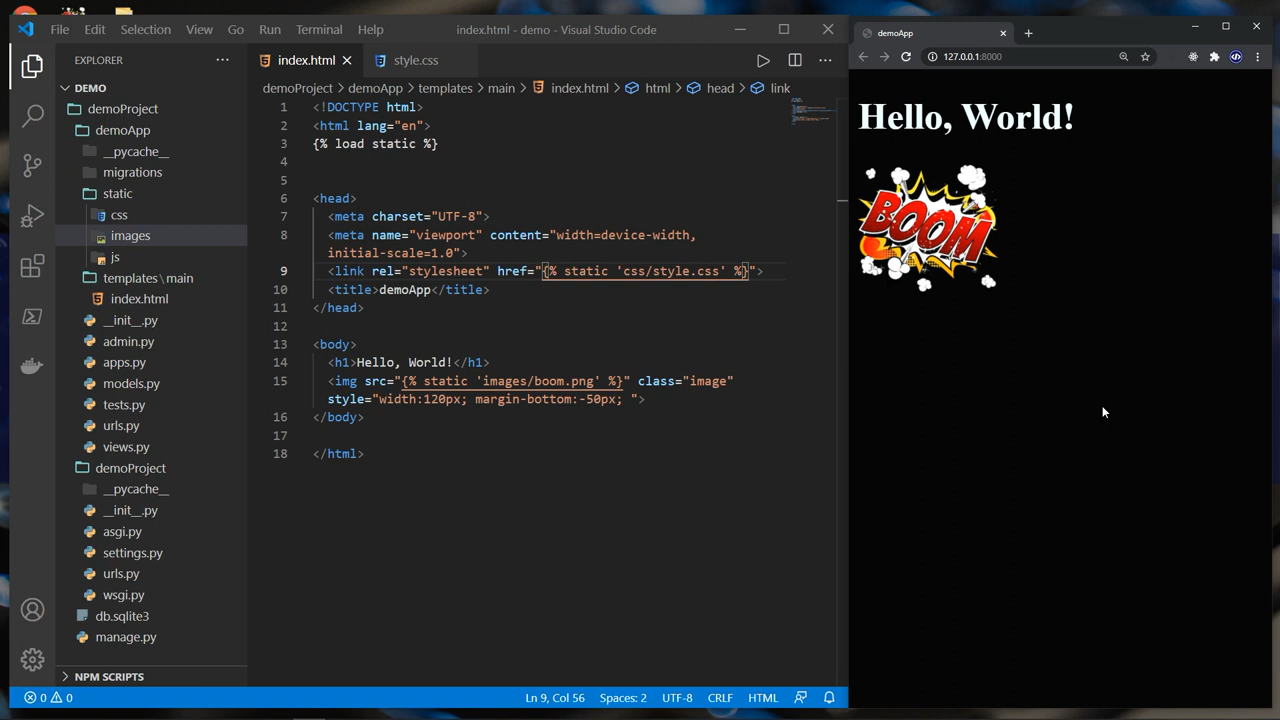 File Edit Selection View Go Run Terminal Help
index.html - demo - Visual Studio Code
EXPLORER
DEMO
demoProject
demoApp
__pycache__
migrations
static
css
images
js
templates\main
index.html
__init__.py
admin.py
apps.py
models.py
tests.py
urls.py
views.py
demoProject
__pycache__
__init__.py
asgi.py
settings.py
urls.py
wsgi.py
db.sqlite3
manage.py
NPM SCRIPTS
index.html style.css
demoProject > demoApp > templates > main > index.html > html > head > link
1 <!DOCTYPE html>
2 <html lang="en">
3 {% load static %}
4
5
6 <head>
7 <meta charset="UTF-8">
8 <meta name="viewport" content="width=device-width,
initial-scale=1.0">
9 <link rel="stylesheet" href="{% static 'css/style.css' %}">
10 <title>demoApp</title>
11 </head>
12
13 <body>
14 <h1>Hello, World!</h1>
15 <img src="{% static 'images/boom.png' %}" class="image"
style="width:120px; margin-bottom:-50px; ">
16 </body>
17
18 </html>
0 0
Ln 9, Col 56 Spaces: 2 UTF-8 CRLF HTML
demoApp
127.0.0.1:8000
Hello, World!
BOOM